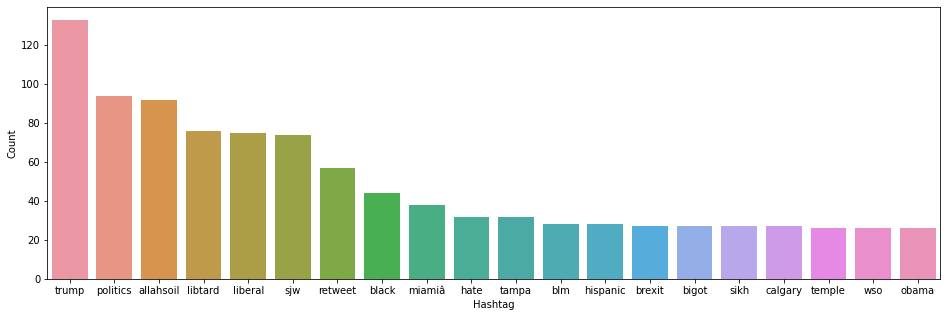 120
100
80
60
40
20
0
Count
trump politics allahsoil libtard liberal sjw retweet black miamiâ hate tampa blm hispanic brexit bigot sikh calgary temple wso obama
Hashtag